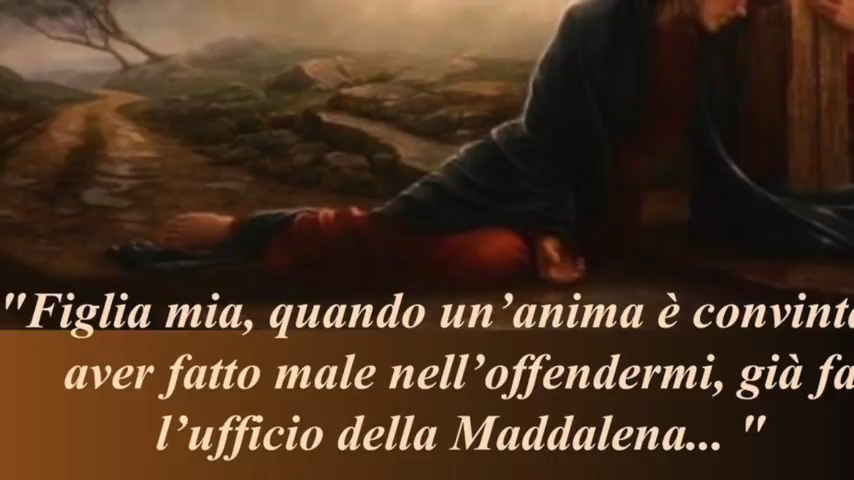 "Figlia mia, quando un’anima è convinta
aver fatto male nell’offendermi, già fa
l’ufficio della Maddalena... "